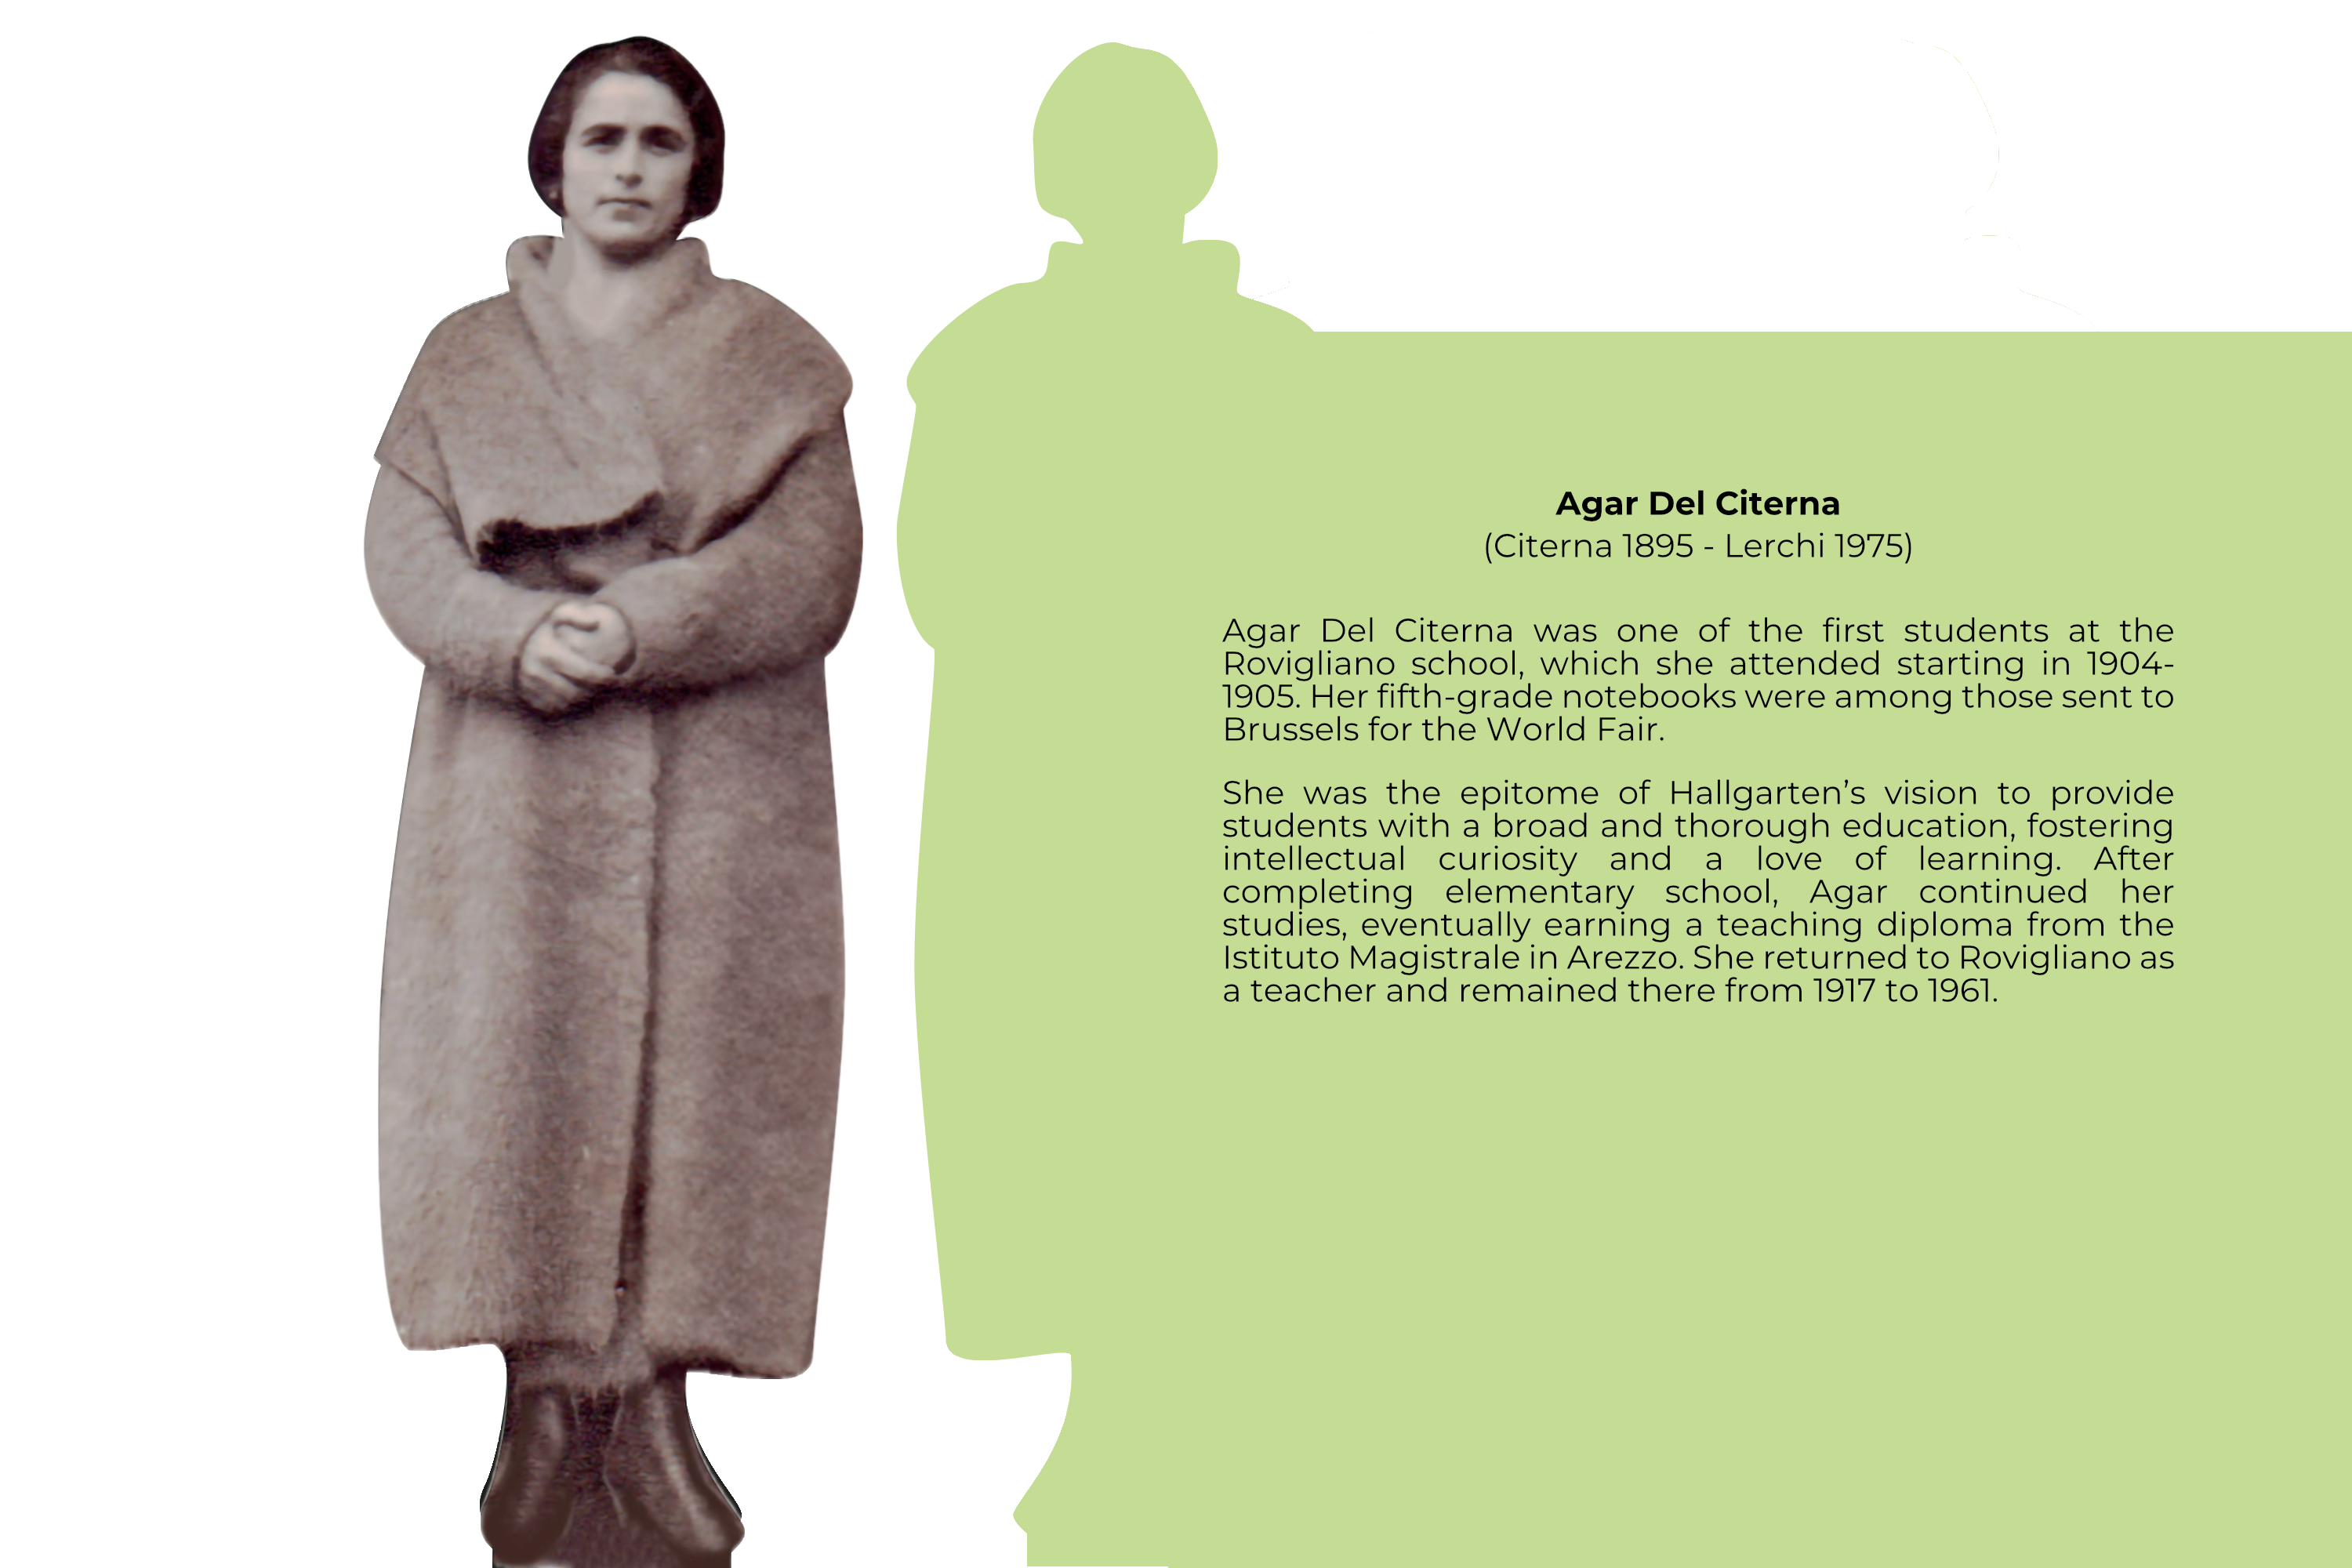 Agar Del Citerna
(Citerna 1895 - Lerchi 1975)
Agar Del Citerna was one of the first students at the
Rovigliano school, which she attended starting in 1904-
1905. Her fifth-grade notebooks were among those sent to
Brussels for the World Fair.
She was the epitome of Hallgarten’s vision to provide
students with a broad and thorough education, fostering
intellectual curiosity and a love of learning. After
completing elementary school, Agar continued her
studies, eventually earning a teaching diploma from the
Istituto Magistrale in Arezzo. She returned to Rovigliano as
a teacher and remained there from 1917 to 1961.